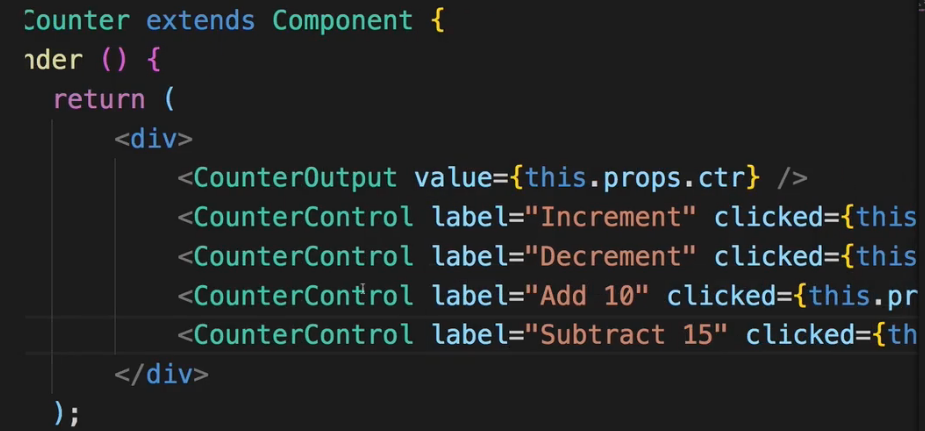 Counter extends Component {
nder () {
return (
<div>
<CounterOutput value={this.props.ctr} />
<CounterControl label="Increment" clicked={this
<CounterControl label="Decrement" clicked={this
<CounterControl label="Add 10" clicked={this.pr
<CounterControl label="Subtract 15" clicked={th
</div>
);